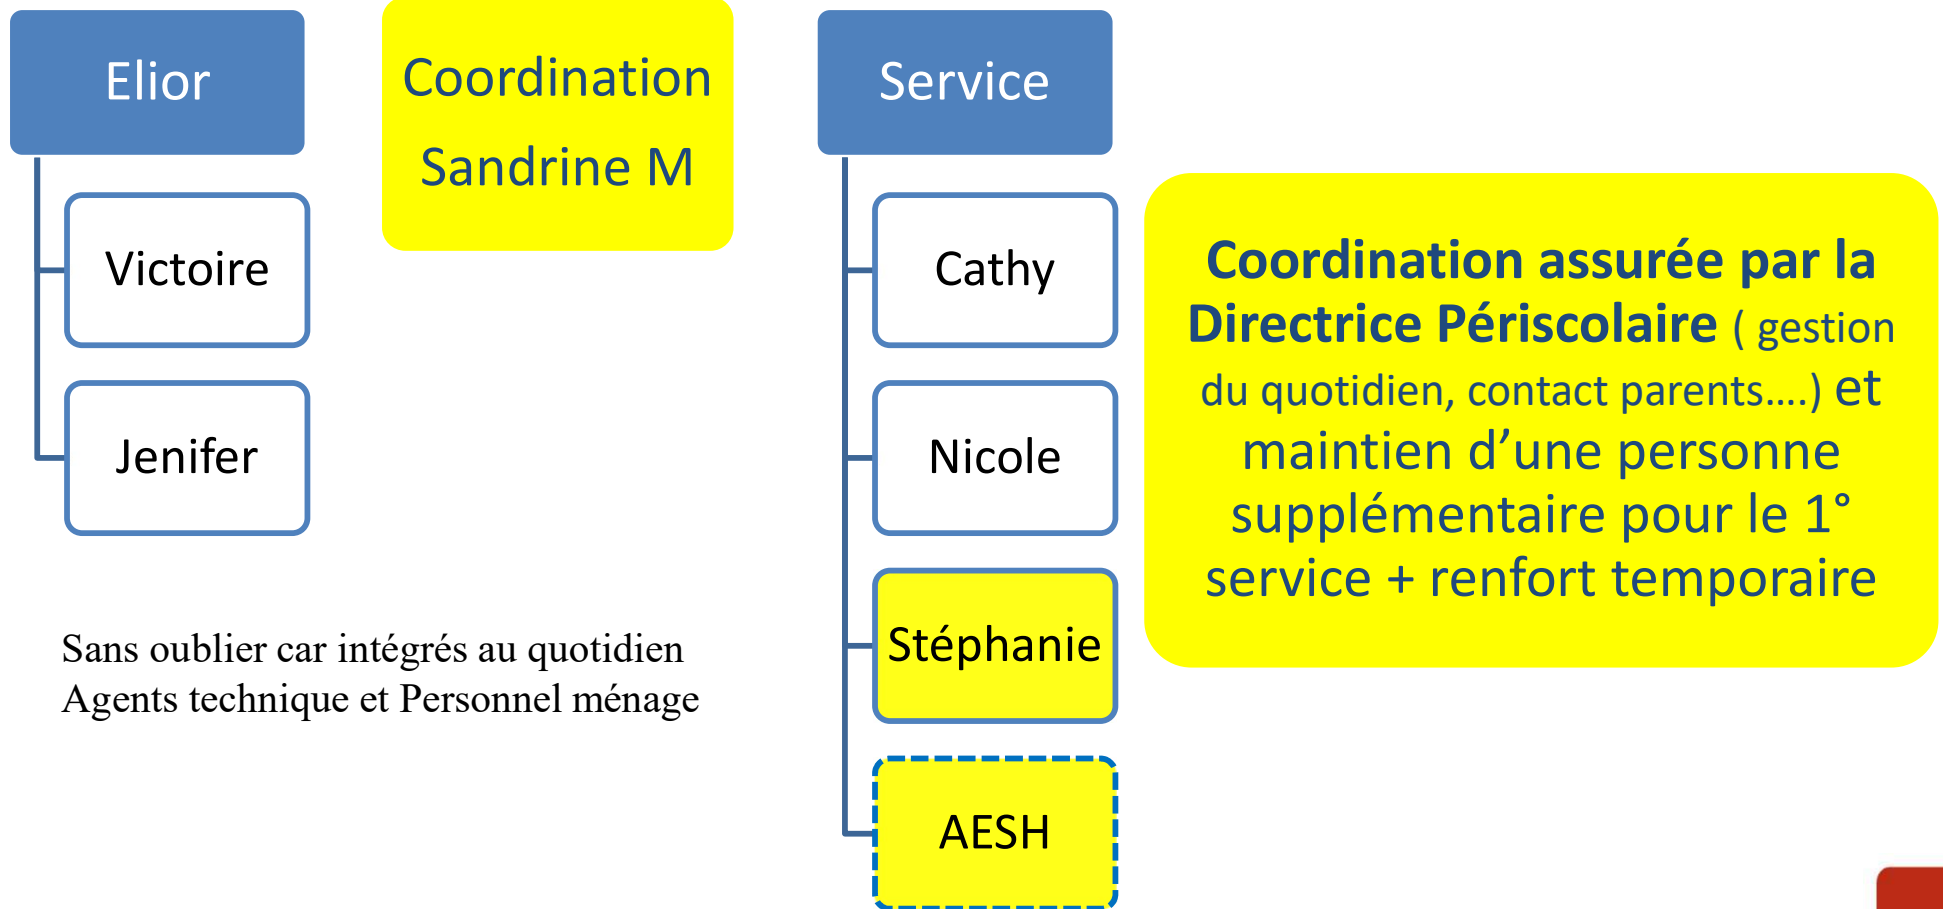 Elior
Victoire
Jenifer
Coordination
Sandrine M
Service
Cathy
Nicole
Stéphanie
AESH
Coordination assurée par la
Directrice Périscolaire ( gestion
du quotidien, contact parents....) et
maintien d’une personne
supplémentaire pour le 1°
service + renfort temporaire
Sans oublier car intégrés au quotidien
Agents technique et Personnel ménage